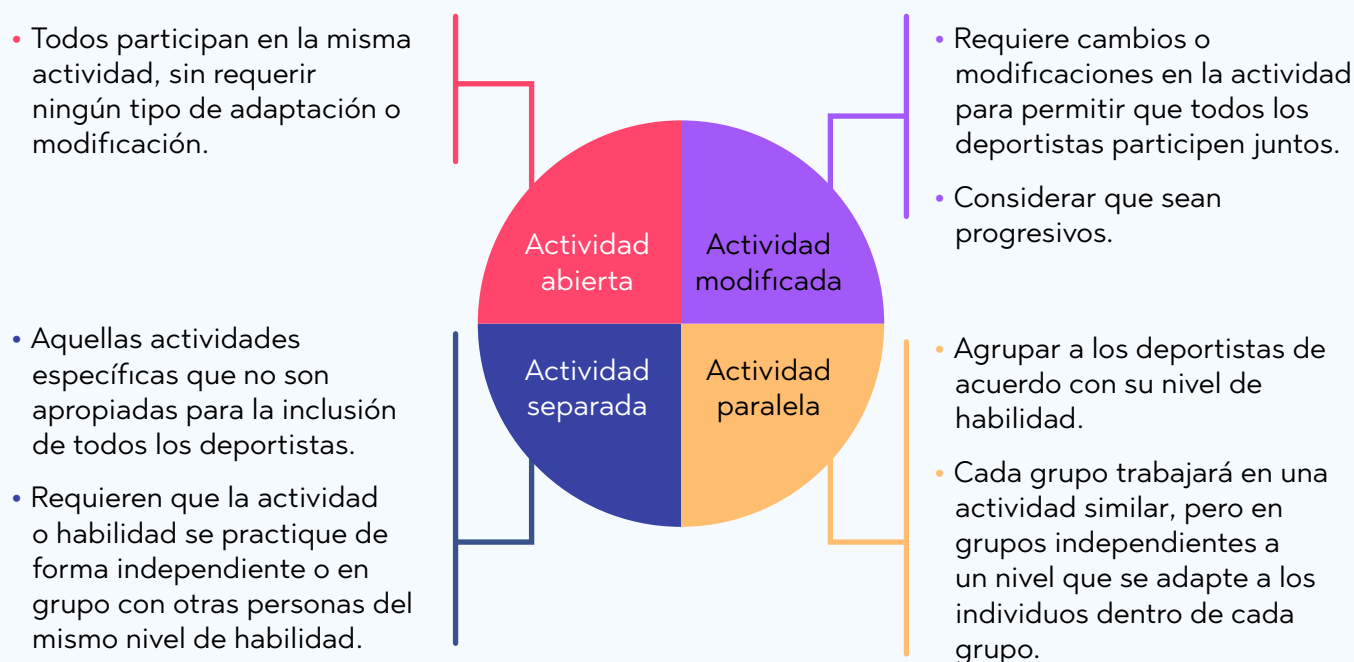 • Todos participan en la misma
actividad, sin requerir
ningún tipo de adaptación o
modificación.
• Requiere cambios o
modificaciones en la actividad
para permitir que todos los
deportistas participen juntos.
• Considerar que sean
progresivos.
Actividad
abierta
Actividad
modificada
Actividad
separada
Actividad
paralela
• Aquellas actividades
específicas que no son
apropiadas para la inclusión
de todos los deportistas.
• Requieren que la actividad
o habilidad se practique de
forma independiente o en
grupo con otras personas del
mismo nivel de habilidad.
• Agrupar a los deportistas de
acuerdo con su nivel de
habilidad.
• Cada grupo trabajará en una
actividad similar, pero en
grupos independientes a
un nivel que se adapte a los
individuos dentro de cada
grupo.